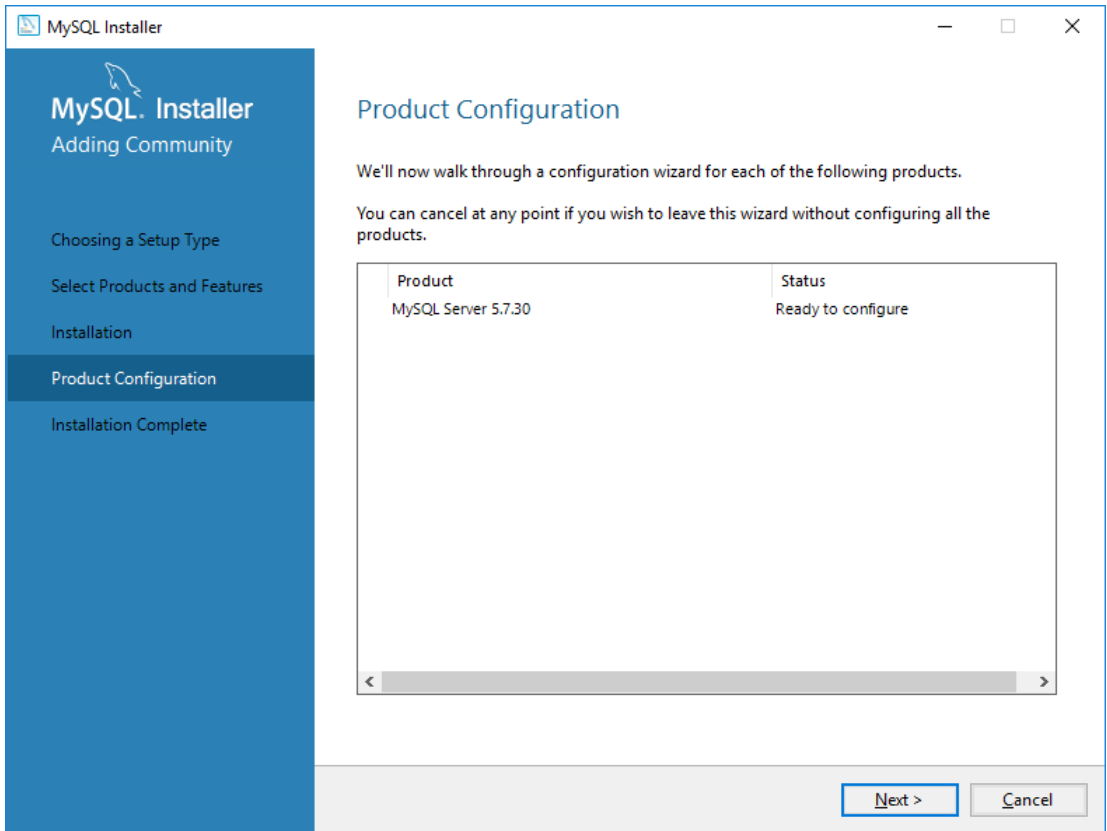 MySQL Installer
MySQL. Installer
Adding Community
Choosing a Setup Type
Select Products and Features
Installation
Product Configuration
Installation Complete
Product Configuration
We'll now walk through a configuration wizard for each of the following products.
You can cancel at any point if you wish to leave this wizard without configuring all the
products.
Product Status
MySQL Server 5.7.30 Ready to configure
Next > Cancel